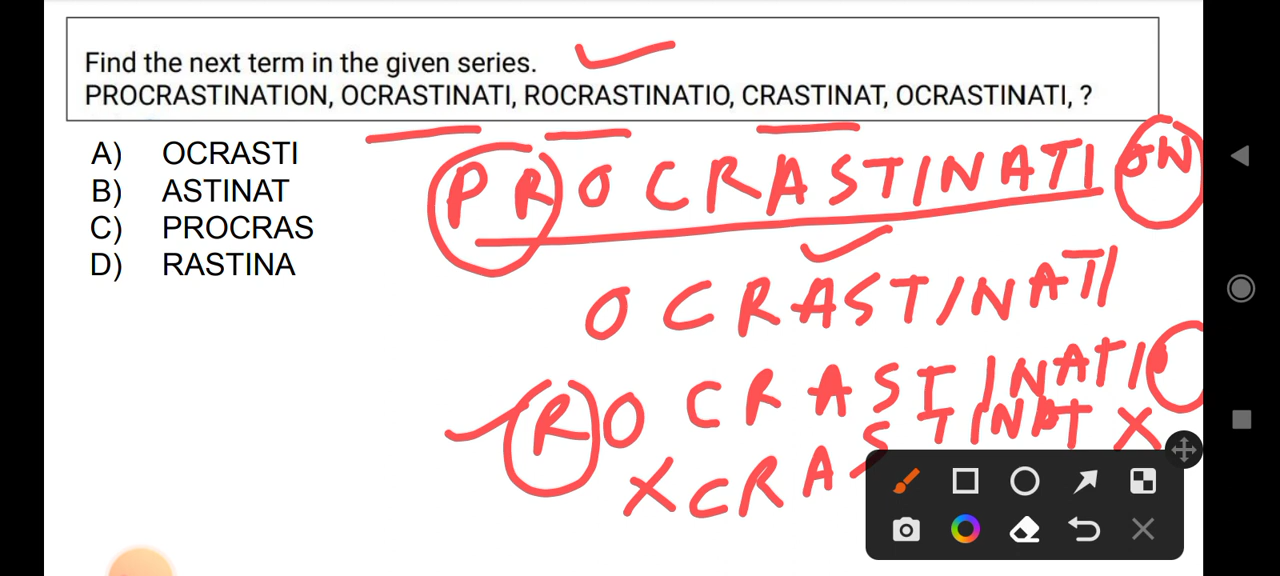 Find the next term in the given series.
PROCRASTINATION, OCRASTINATI, ROCRASTINATIO, CRASTINAT, OCRASTINATI, ?
A) OCRASTI
B) ASTINAT
C) PROCRAS
D) RASTINA
PROCRASTINATION
OCRASTINATI
ROCRASTINATIO
XCRASTINATX